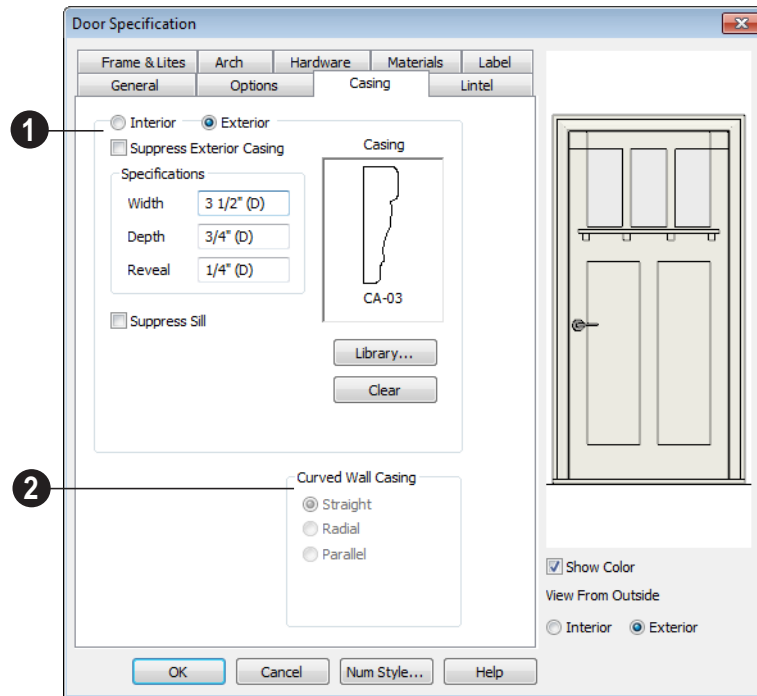 Door Specification
Frame & Lites Arch Hardware Materials Label
General Options Casing Lintel
1
Interior Exterior
Suppress Exterior Casing
Casing
Specifications
Width 3 1/2" (D)
Depth 3/4" (D)
Reveal 1/4" (D)
CA-03
Suppress Sill
Library...
Clear
2
Curved Wall Casing
Straight
Radial
Parallel
Show Color
View From Outside
Interior Exterior
OK Cancel Num Style... Help